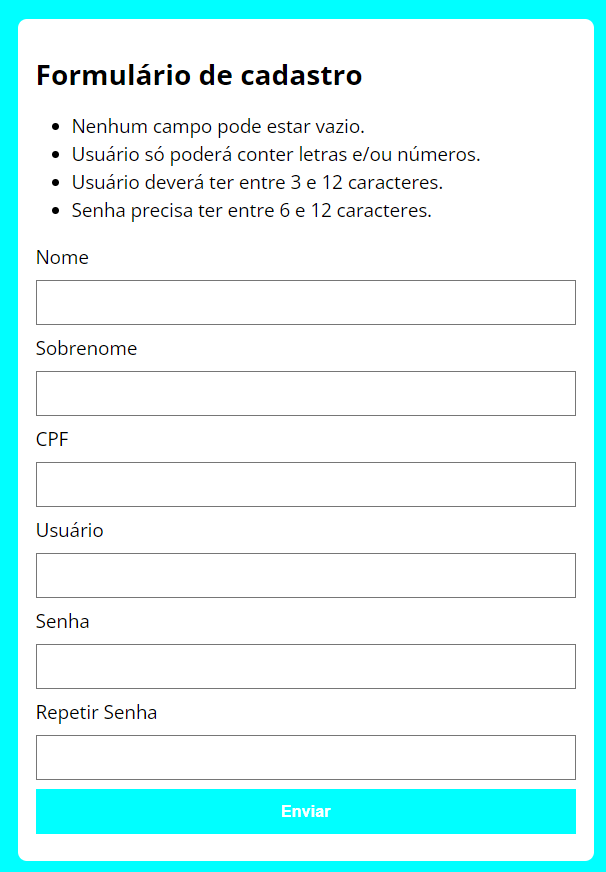 Formulário de cadastro
Nenhum campo pode estar vazio.
Usuário só poderá conter letras e/ou números.
Usuário deverá ter entre 3 e 12 caracteres.
Senha precisa ter entre 6 e 12 caracteres.
Nome
Sobrenome
CPF
Usuário
Senha
Repetir Senha
Enviar